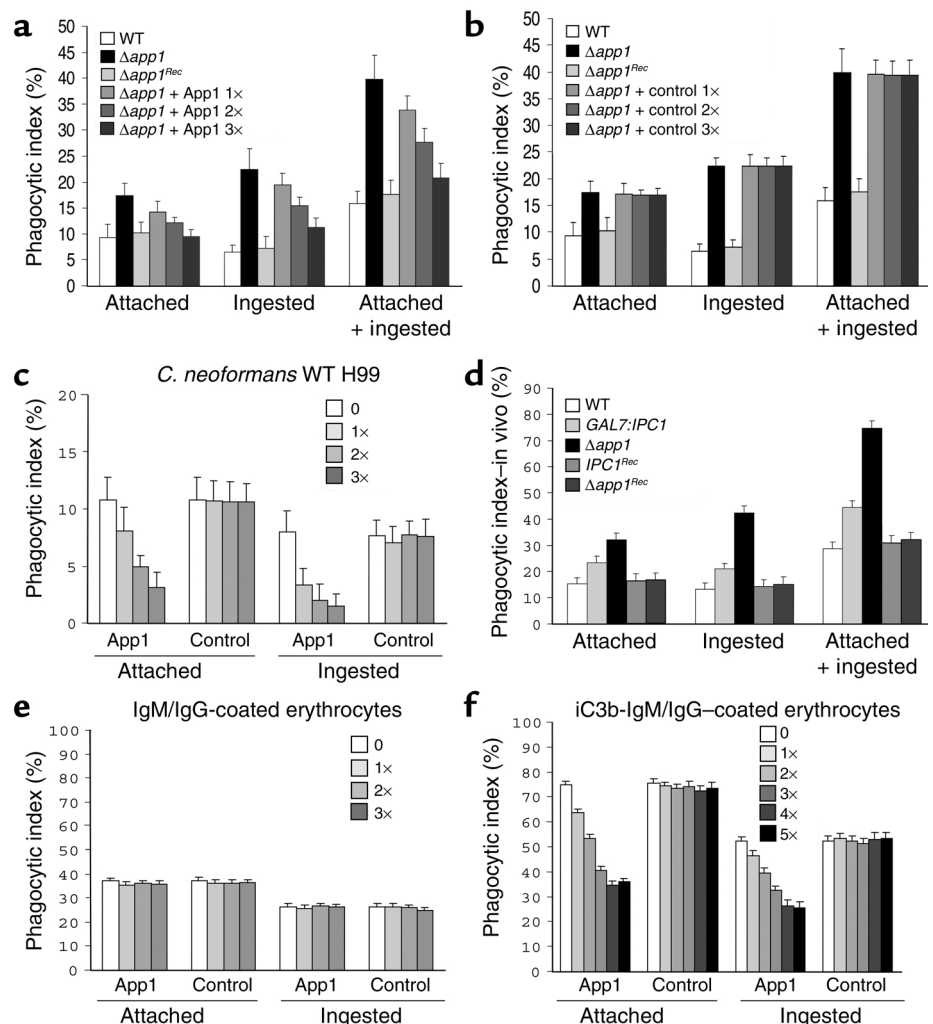 a
Phagocytic index (%)
50
45
40
35
30
25
20
15
10
5
0
WT
Δapp1
Δapp1Rec
Δapp1 + App1 1×
Δapp1 + App1 2×
Δapp1 + App1 3×
Attached
Ingested
Attached
+ ingested
b
Phagocytic index (%)
50
45
40
35
30
25
20
15
10
5
0
WT
Δapp1
Δapp1Rec
Δapp1 + control 1×
Δapp1 + control 2×
Δapp1 + control 3×
Attached
Ingested
Attached
+ ingested
c
C. neoformans WT H99
Phagocytic index (%)
20
15
10
5
0
0
1×
2×
3×
App1
Control
App1
Control
Attached
Ingested
d
Phagocytic index–in vivo (%)
90
80
70
60
50
40
30
20
10
0
WT
GAL7:IPC1
Δapp1
IPC1Rec
Δapp1Rec
Attached
Ingested
Attached
+ ingested
e
IgM/IgG-coated erythrocytes
Phagocytic index (%)
100
90
80
70
60
50
40
30
20
10
0
0
1×
2×
3×
App1
Control
App1
Control
Attached
Ingested
f
iC3b-IgM/IgG–coated erythrocytes
Phagocytic index (%)
100
90
80
70
60
50
40
30
20
10
0
0
1×
2×
3×
4×
5×
App1
Control
App1
Control
Attached
Ingested